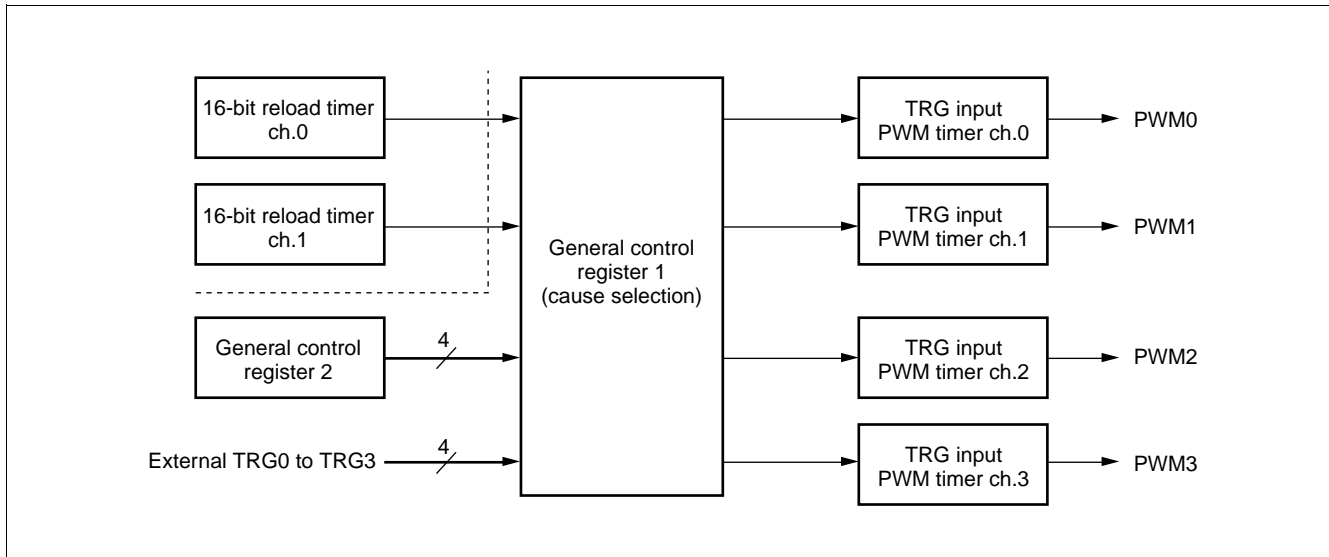 16-bit reload timer
ch.0
16-bit reload timer
ch.1
General control
register 2
4
External TRG0 to TRG3
4
General control
register 1
(cause selection)
TRG input
PWM timer ch.0
PWM0
TRG input
PWM timer ch.1
PWM1
TRG input
PWM timer ch.2
PWM2
TRG input
PWM timer ch.3
PWM3